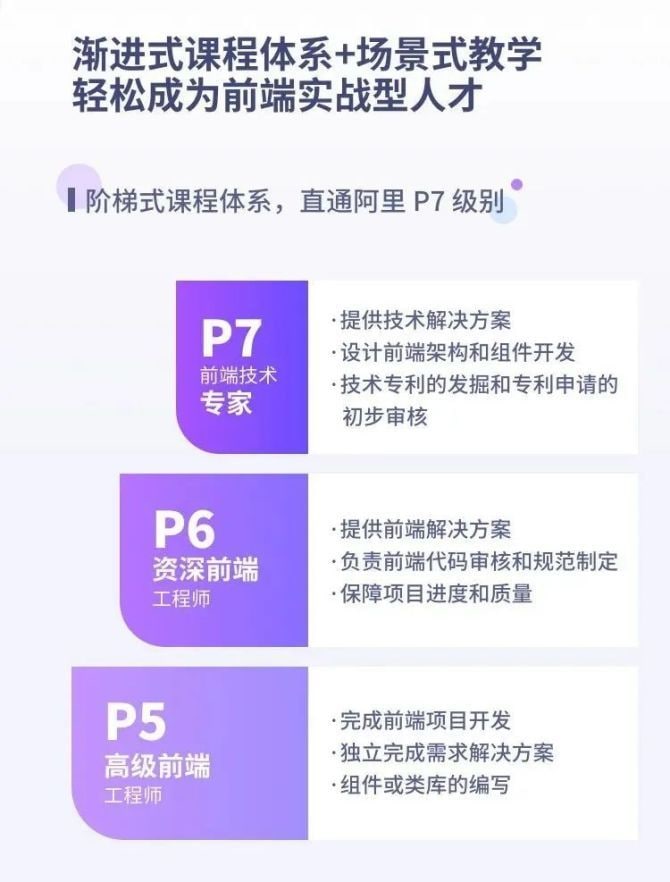 渐进式课程体系+场景式教学
轻松成为前端实战型人才
阶梯式课程体系，直通阿里 P7 级别
P7
前端技术
专家
·提供技术解决方案
·设计前端架构和组件开发
·技术专利的发掘和专利申请的
初步审核
P6
资深前端
工程师
·提供前端解决方案
·负责前端代码审核和规范制定
·保障项目进度和质量
P5
高级前端
工程师
·完成前端项目开发
·独立完成需求解决方案
·组件或类库的编写